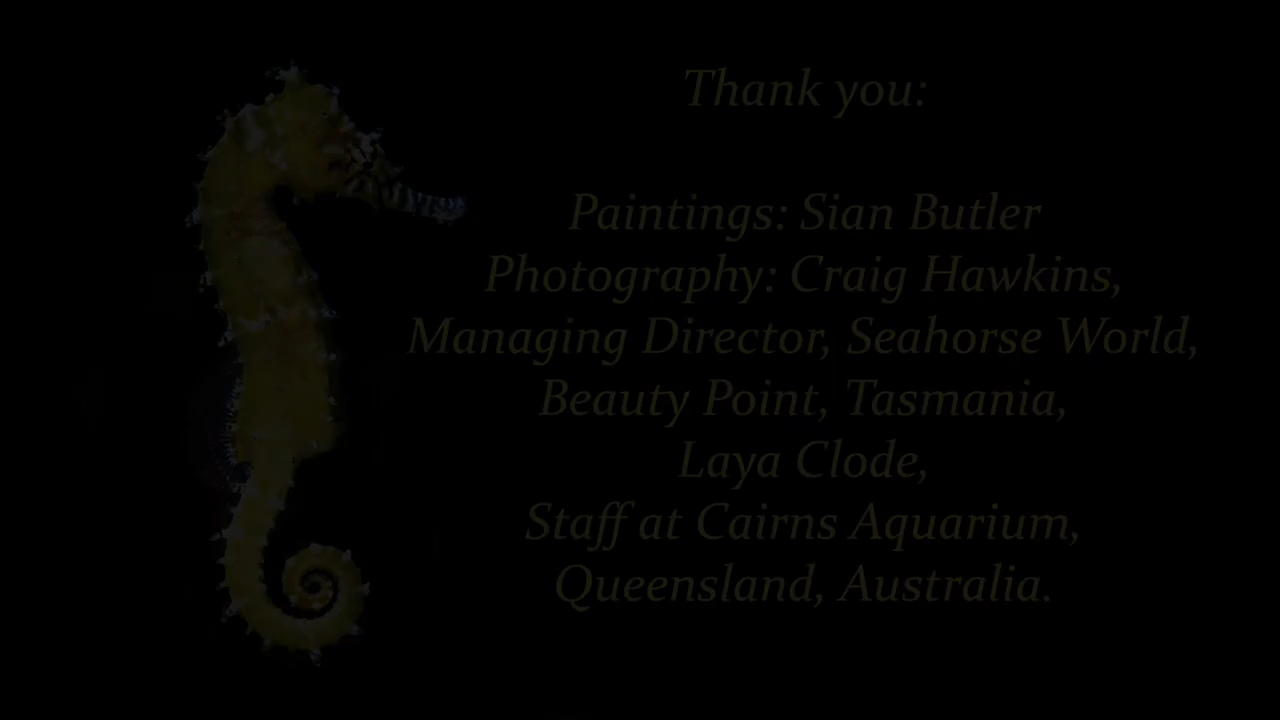 Thank you:
Paintings: Sian Butler
Photography: Craig Hawkins,
Managing Director, Seahorse World,
Beauty Point, Tasmania,
Laya Clode,
Staff at Cairns Aquarium,
Queensland, Australia.